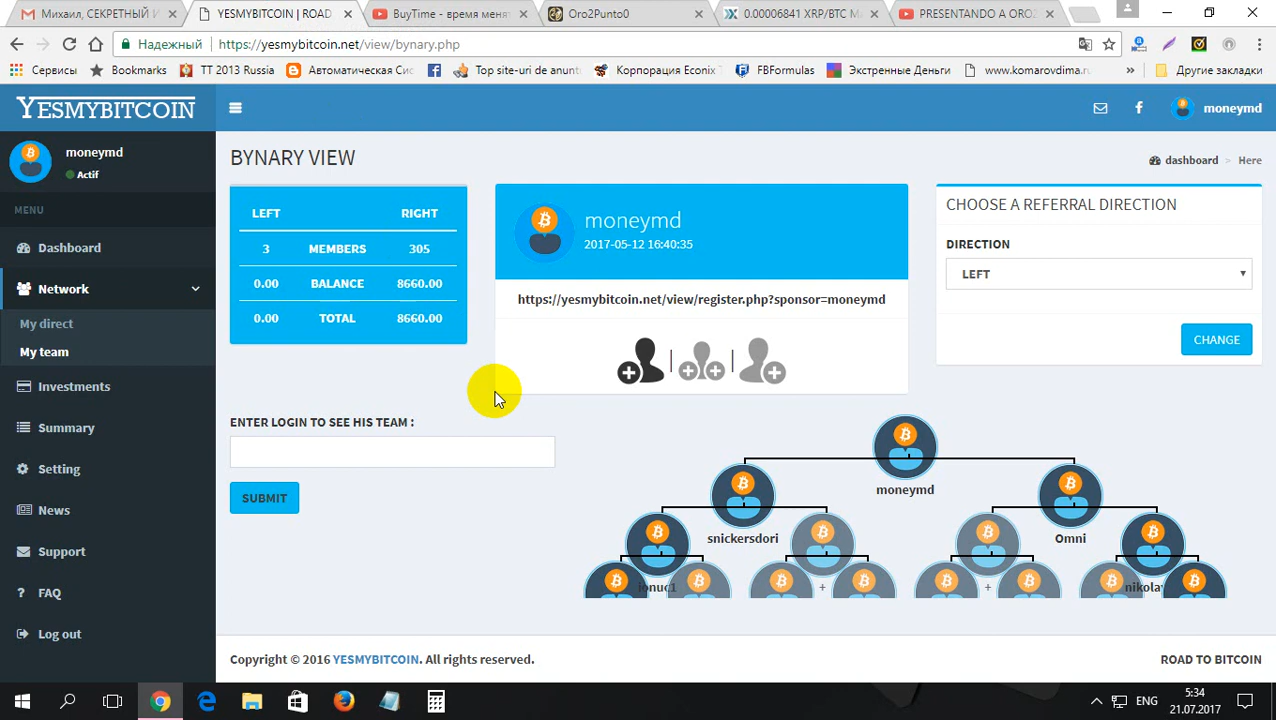 Михаил, СЕКРЕТНЫЙ И
YESMYBITCOIN | ROAD
BuyTime - время меня
Oro2Punto0
0.00006841 XRP/BTC M
PRESENTANDO A ORO2
Надежный
https://yesmybitcoin.net/view/bynary.php
Сервисы
Bookmarks
TT 2013 Russia
Автоматическая Си
Top site-uri de anunt
Корпорация Econix
FBFormulas
Экстренные Деньги
www.komarovdima.r
»
Другие закладки
YESMYBITCOIN
moneymd
moneymd
Actif
MENU
Dashboard
Network
My direct
My team
Investments
Summary
Setting
News
Support
FAQ
Log out
BYNARY VIEW
dashboard > Here
LEFT RIGHT
3 MEMBERS 305
0.00 BALANCE 8660.00
0.00 TOTAL 8660.00
moneymd
2017-05-12 16:40:35
https://yesmybitcoin.net/view/register.php?sponsor=moneymd
CHOOSE A REFERRAL DIRECTION
DIRECTION
LEFT
CHANGE
ENTER LOGIN TO SEE HIS TEAM :
SUBMIT
moneymd
snickersdori
Omni
ionuc1
+
+
nikola
Copyright © 2016 YESMYBITCOIN. All rights reserved.
ROAD TO BITCOIN
ENG
5:34
21.07.2017